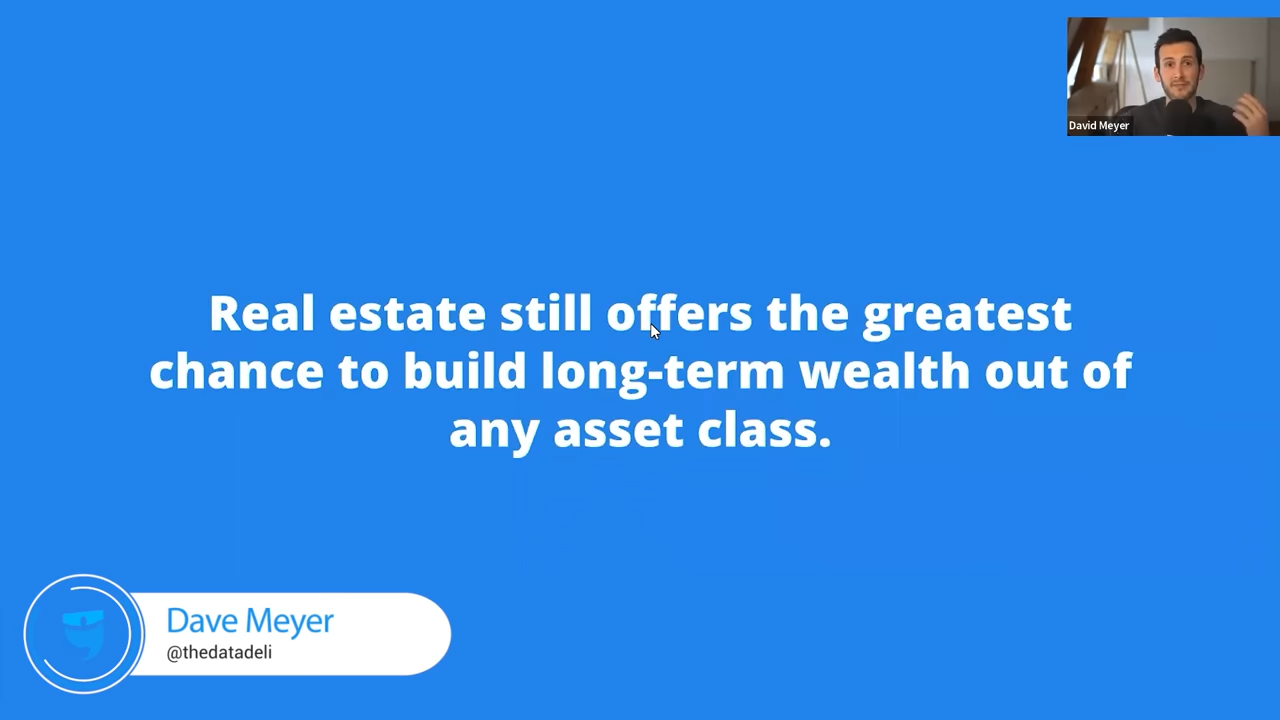 David Meyer
Real estate still offers the greatest
chance to build long-term wealth out of
any asset class.
Dave Meyer
@thedatadeli